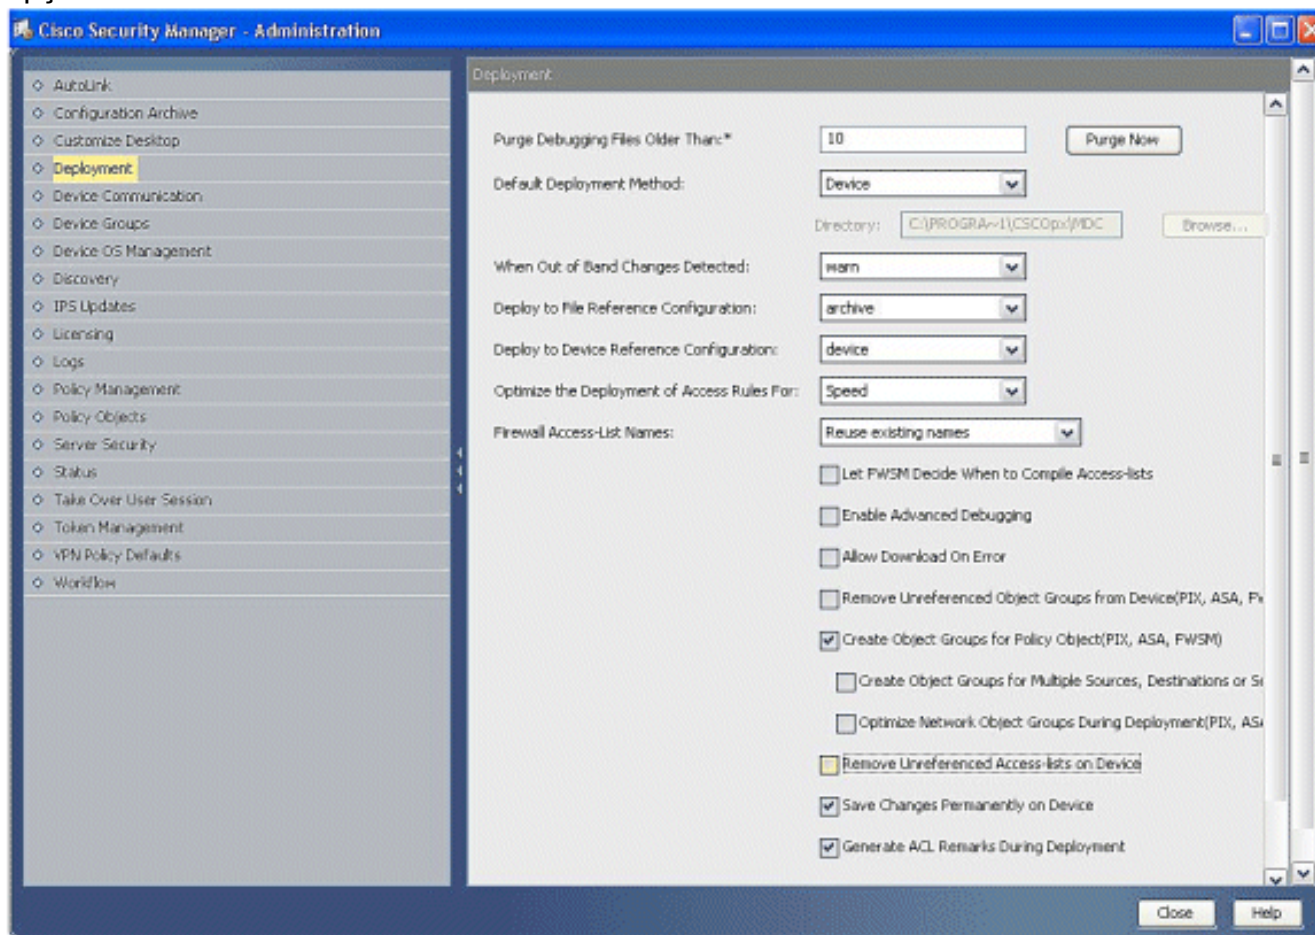 Cisco Security Manager - Administration
AutoLink
Configuration Archive
Customize Desktop
Deployment
Device Communication
Device Groups
Device OS Management
Discovery
IPS Updates
Licensing
Logs
Policy Management
Policy Objects
Server Security
Status
Take Over User Session
Token Management
VPN Policy Defaults
Workflow
Deployment
Purge Debugging Files Older Than:* 10 Purge Now
Default Deployment Method: Device
Directory: C:\PROGRA~1\CSCOpx\MDC Browse...
When Out of Band Changes Detected: warn
Deploy to File Reference Configuration: archive
Deploy to Device Reference Configuration: device
Optimize the Deployment of Access Rules For: Speed
Firewall Access-List Names: Reuse existing names
Let FWSM Decide When to Compile Access-lists
Enable Advanced Debugging
Allow Download On Error
Remove Unreferenced Object Groups from Device(PIX, ASA,
Create Object Groups for Policy Object(PIX, ASA, FWSM)
Create Object Groups for Multiple Sources, Destinations or
Optimize Network Object Groups During Deployment(PIX,
Remove Unreferenced Access-lists on Device
Save Changes Permanently on Device
Generate ACL Remarks During Deployment
Close Help